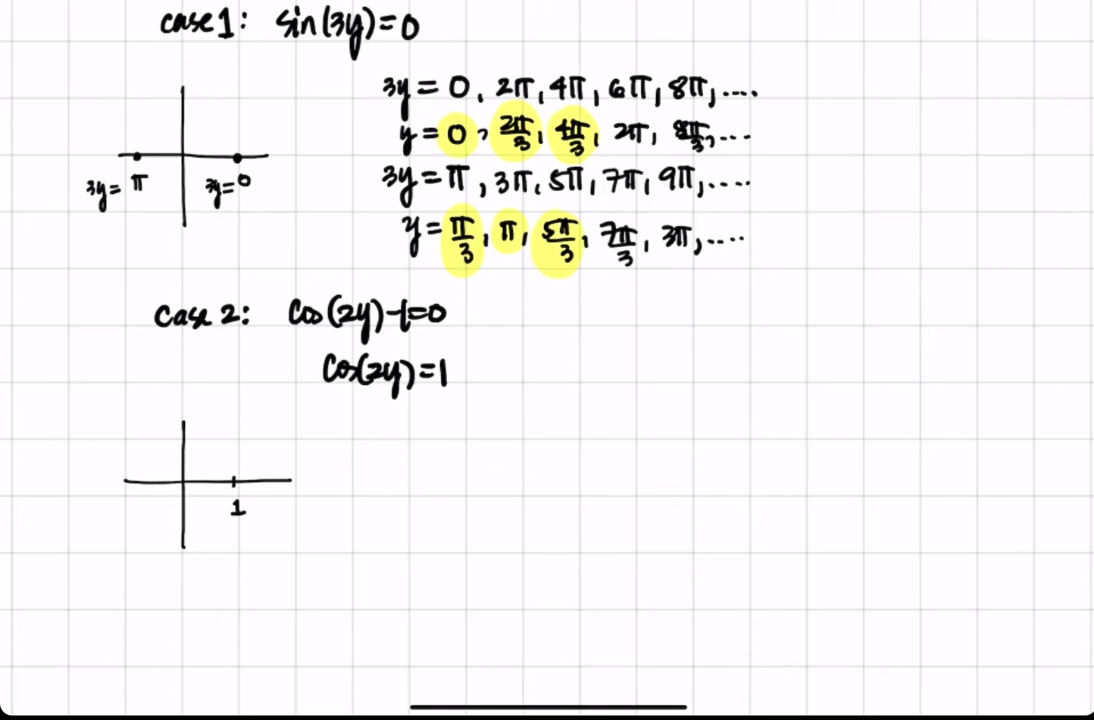 case 1: sin(3y)=0
3y = 0, 2π, 4π, 6π, 8π, ....
y = 0, 2π/3, 4π/3, 2π, 8π/3, ...
3y = π, 3π, 5π, 7π, 9π, ....
y = π/3, π, 5π/3, 7π/3, 3π, ....
3y = π
3y = 0
Case 2: Cos(2y)-1=0
Cos(2y)=1
1